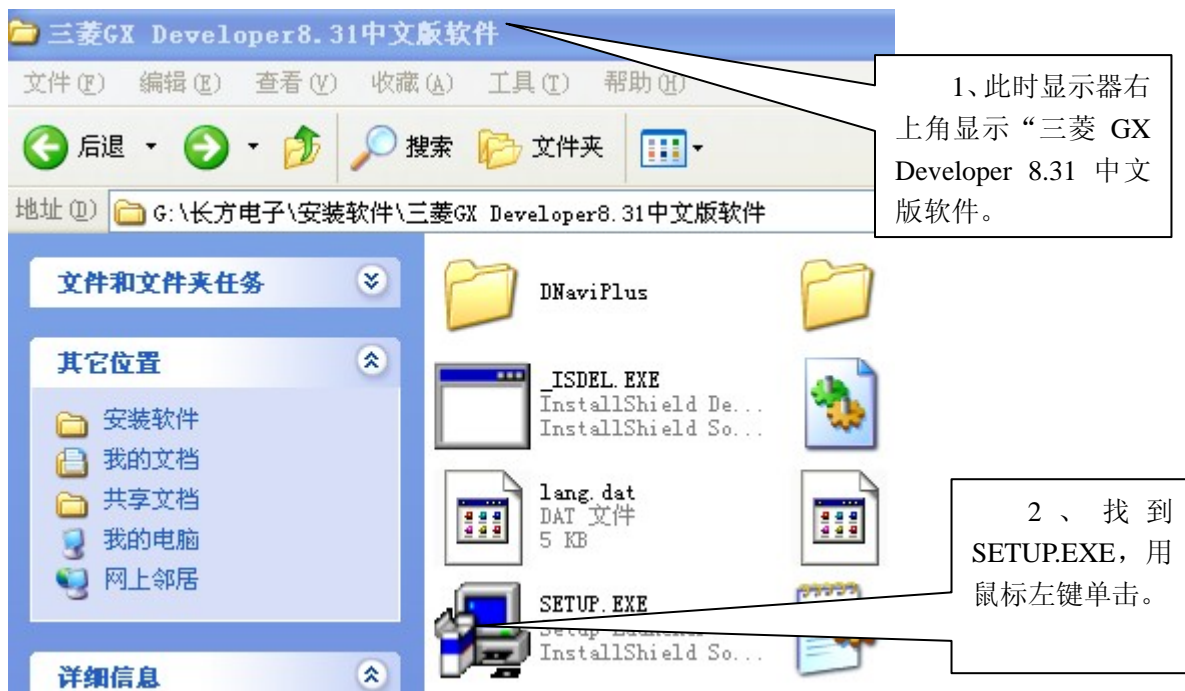 三菱GX Developer8.31中文版软件
文件(F) 编辑(E) 查看(V) 收藏(A) 工具(T) 帮助(H)
后退 搜索 文件夹
地址(D) G:\长方电子\安装软件\三菱GX Developer8.31中文版软件
1、此时显示器右
上角显示“三菱 GX
Developer 8.31 中文
版软件。
文件和文件夹任务
其它位置
安装软件
我的文档
共享文档
我的电脑
网上邻居
详细信息
DNaviPlus
_ISDEL.EXE
InstallShield De...
InstallShield So...
lang.dat
DAT 文件
5 KB
SETUP.EXE
Setup Launcher
InstallShield So...
2、找到
SETUP.EXE，用
鼠标左键单击。